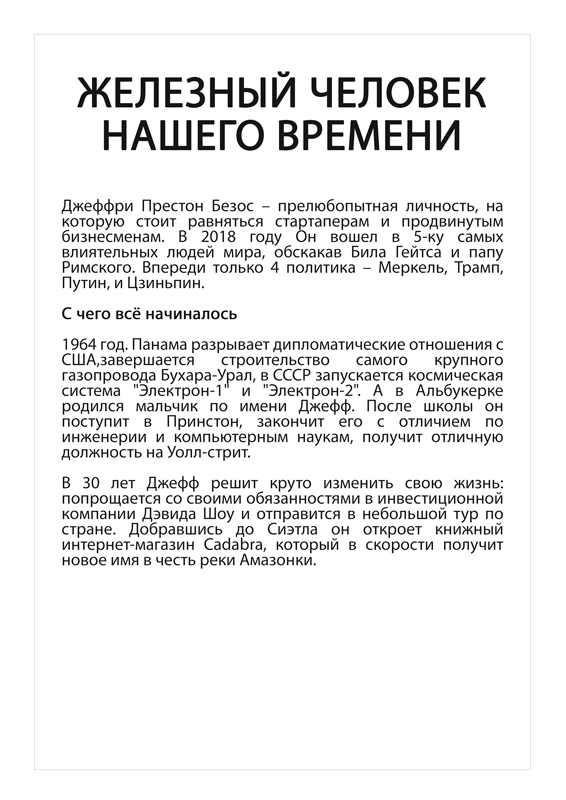 ЖЕЛЕЗНЫЙ ЧЕЛОВЕК
НАШЕГО ВРЕМЕНИ
Джеффри Престон Безос – прелюбопытная личность, на
которую стоит равняться стартаперам и продвинутым
бизнесменам. В 2018 году Он вошел в 5-ку самых
влиятельных людей мира, обскакав Била Гейтса и папу
Римского. Впереди только 4 политика – Меркель, Трамп,
Путин, и Цзиньпин.
С чего всё начиналось
1964 год. Панама разрывает дипломатические отношения с
США,завершается строительство самого крупного
газопровода Бухара-Урал, в СССР запускается космическая
система "Электрон-1" и "Электрон-2". А в Альбукерке
родился мальчик по имени Джефф. После школы он
поступит в Принстон, закончит его с отличием по
инженерии и компьютерным наукам, получит отличную
должность на Уолл-стрит.
В 30 лет Джефф решит круто изменить свою жизнь:
попрощается со своими обязанностями в инвестиционной
компании Дэвида Шоу и отправится в небольшой тур по
стране. Добравшись до Сиэтла он откроет книжный
интернет-магазин Cadabra, который в скорости получит
новое имя в честь реки Амазонки.